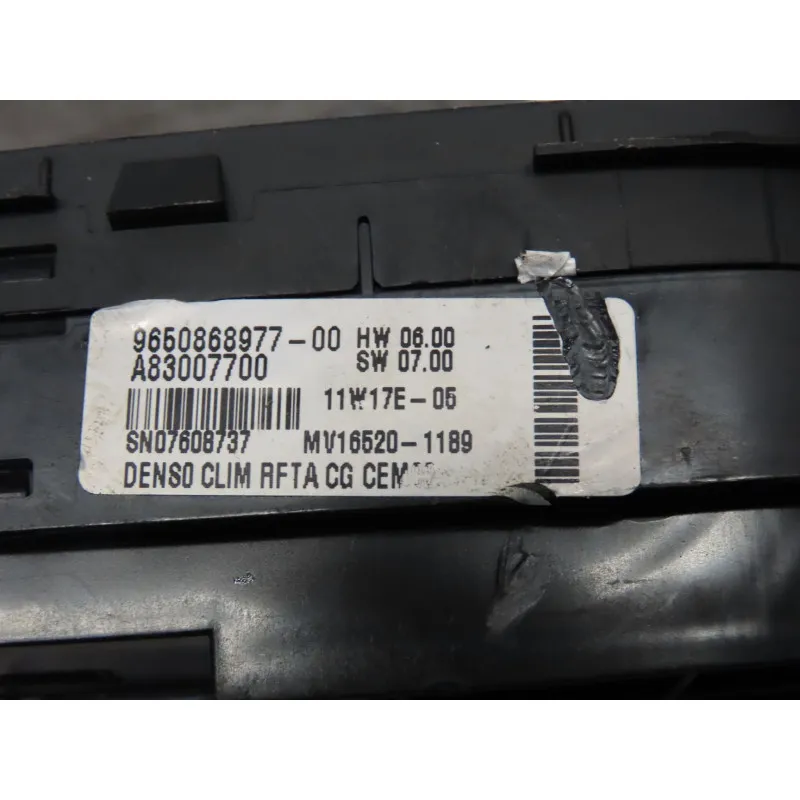 9650868977-00 HW 06.00
A83007700 SW 07.00
11W17E-05
SN07608737 MV16520-1189
DENSO CLIM RFTA CG